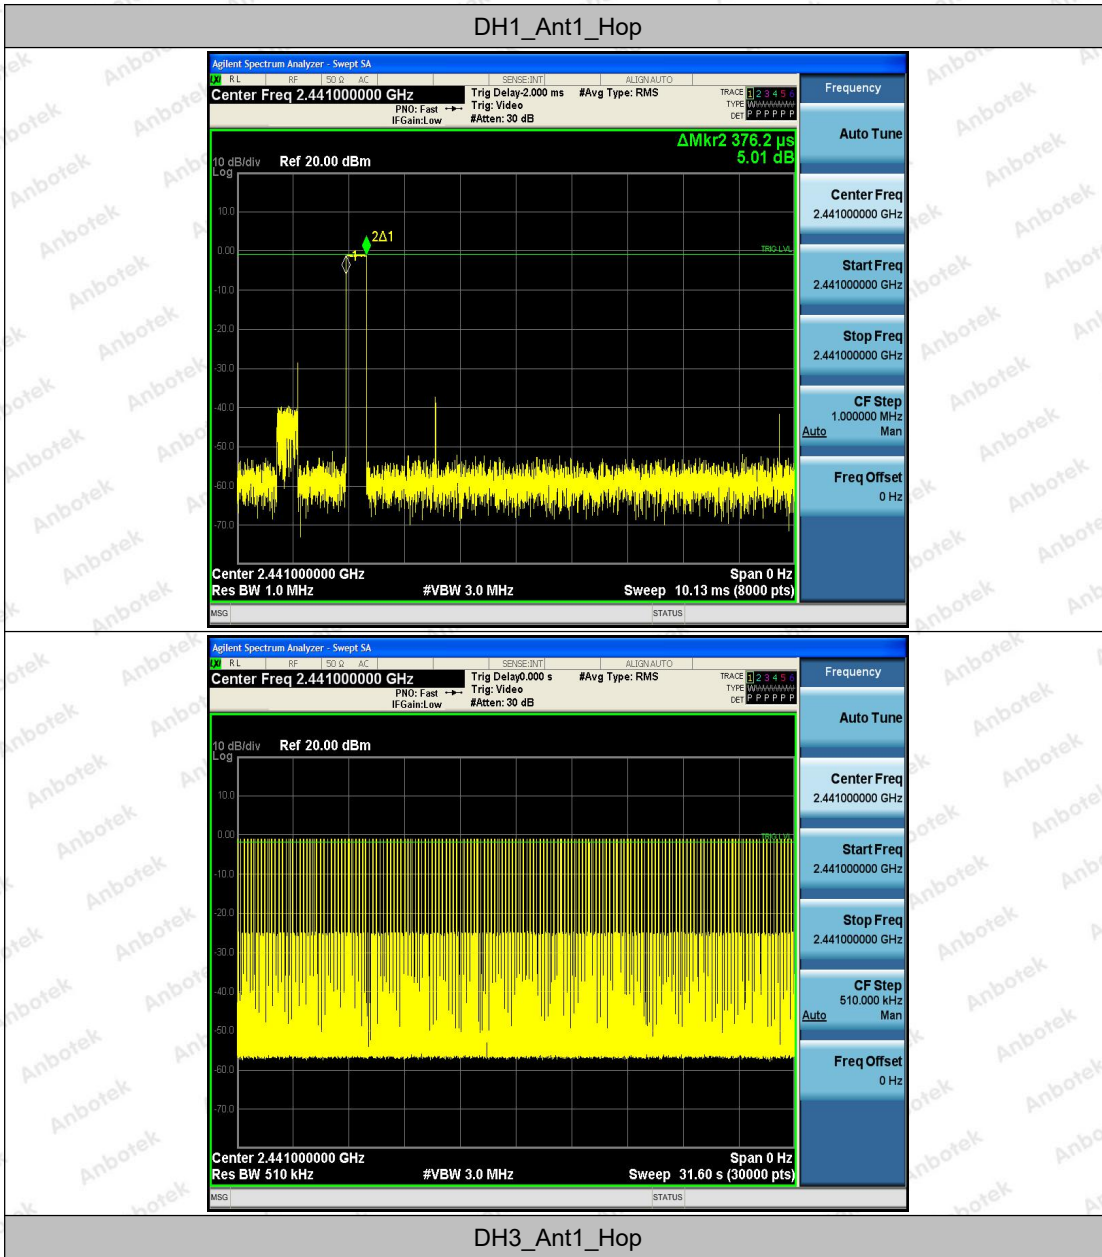 DH1_Ant1_Hop
Agilent Spectrum Analyzer - Swept SA
LXI RL RF 50 Ω AC SENSE:INT ALIGNAUTO
Center Freq 2.441000000 GHz
PNO: Fast
IFGain:Low
Trig Delay-2.000 ms
Trig: Video
#Atten: 30 dB
#Avg Type: RMS
TRACE 1 2 3 4 5 6
TYPE
DET P P P P P P
Frequency
Auto Tune
Center Freq
2.441000000 GHz
Start Freq
2.441000000 GHz
Stop Freq
2.441000000 GHz
CF Step
1.000000 MHz
Auto Man
Freq Offset
0 Hz
ΔMkr2 376.2 µs
5.01 dB
10 dB/div Ref 20.00 dBm
Log
10.0
0.00
-10.0
-20.0
-30.0
-40.0
-50.0
-60.0
-70.0
2Δ1
1
TRIG LVL
Center 2.441000000 GHz Span 0 Hz
Res BW 1.0 MHz #VBW 3.0 MHz Sweep 10.13 ms (8000 pts)
MSG STATUS
Agilent Spectrum Analyzer - Swept SA
LXI RL RF 50 Ω AC SENSE:INT ALIGNAUTO
Center Freq 2.441000000 GHz
PNO: Fast
IFGain:Low
Trig Delay0.000 s
Trig: Video
#Atten: 30 dB
#Avg Type: RMS
TRACE 1 2 3 4 5 6
TYPE
DET P P P P P P
Frequency
Auto Tune
Center Freq
2.441000000 GHz
Start Freq
2.441000000 GHz
Stop Freq
2.441000000 GHz
CF Step
510.000 kHz
Auto Man
Freq Offset
0 Hz
10 dB/div Ref 20.00 dBm
Log
10.0
0.00
-10.0
-20.0
-30.0
-40.0
-50.0
-60.0
-70.0
TRIG LVL
Center 2.441000000 GHz Span 0 Hz
Res BW 510 kHz #VBW 3.0 MHz Sweep 31.60 s (30000 pts)
MSG STATUS
DH3_Ant1_Hop
Anbotek